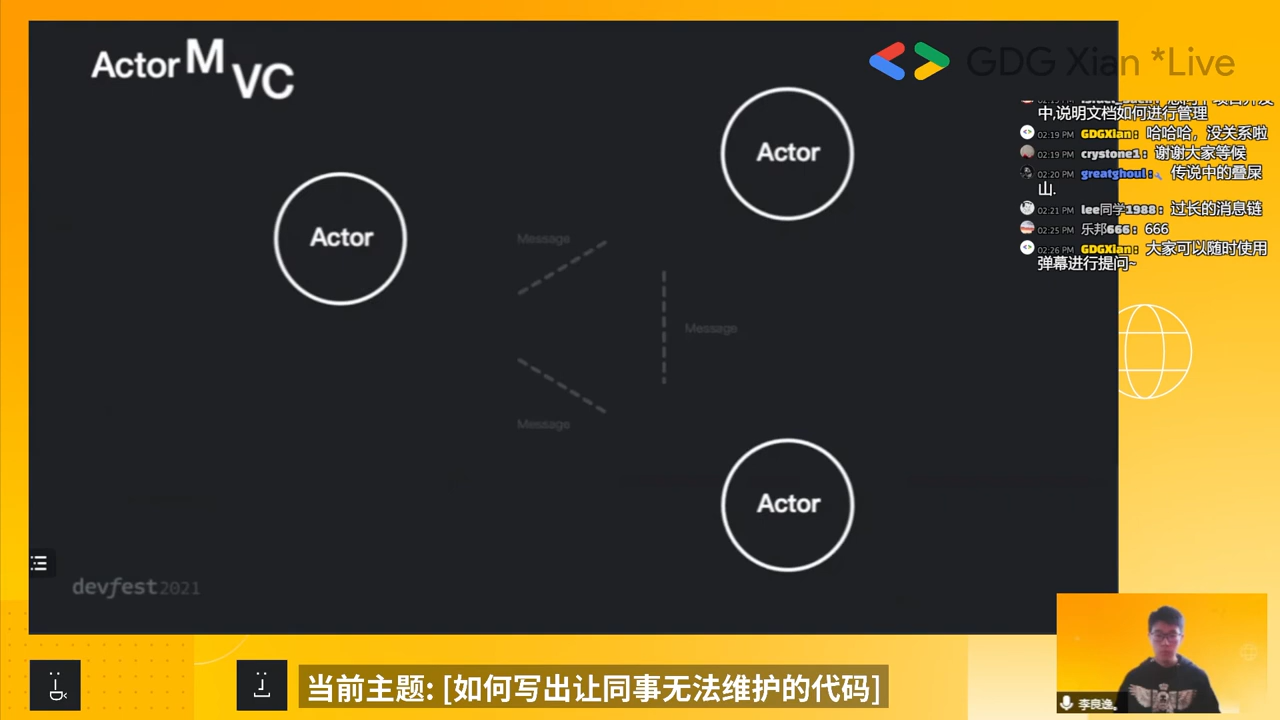 Actor MVC
GDG Xian *Live
中,说明文档如何进行管理
02:19 PM GDGXian: 哈哈哈，没关系啦
02:19 PM crystone1: 谢谢大家等候
02:20 PM greatghoul: 传说中的叠屎
山.
02:21 PM lee同学1988: 过长的消息链
02:25 PM 乐邦666: 666
02:26 PM GDGXian: 大家可以随时使用
弹幕进行提问~
Actor
Actor
Message
Message
Message
Actor
devfest2021
当前主题: [如何写出让同事无法维护的代码]
李良逸